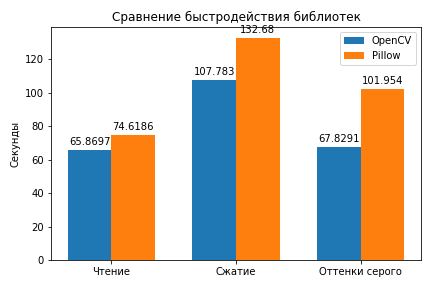 Сравнение быстродействия библиотек
OpenCV
Pillow
Секунды
120
100
80
60
40
20
0
65.8697
74.6186
107.783
132.68
67.8291
101.954
Чтение
Сжатие
Оттенки серого